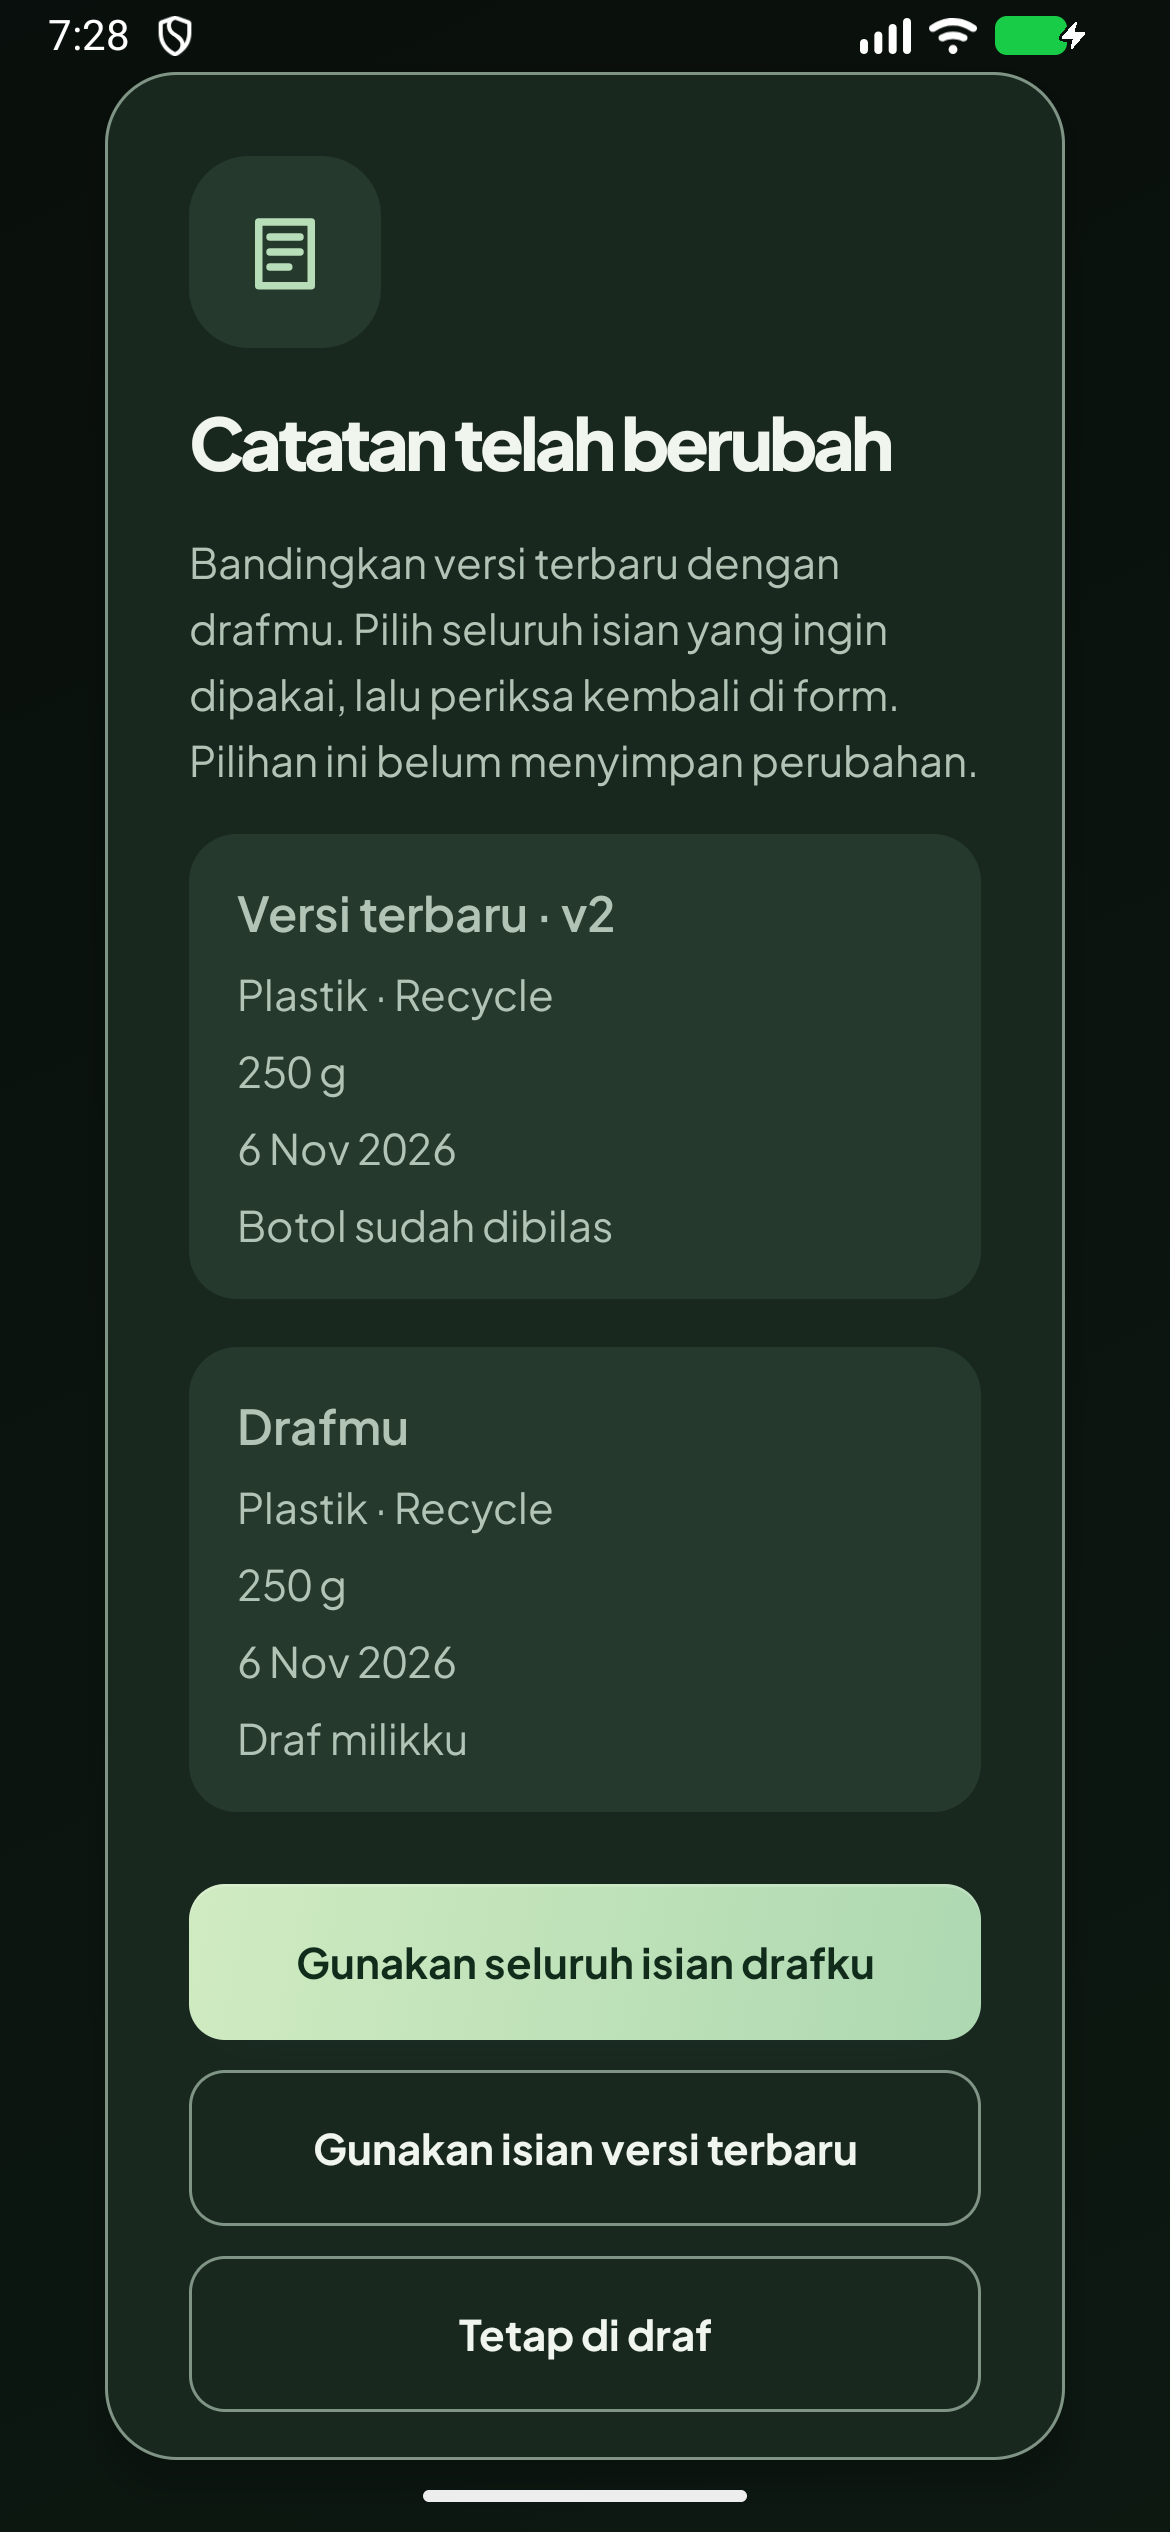 7:28
Catatan telah berubah
Bandingkan versi terbaru dengan
drafmu. Pilih seluruh isian yang ingin
dipakai, lalu periksa kembali di form.
Pilihan ini belum menyimpan perubahan.
Versi terbaru · v2
Plastik · Recycle
250 g
6 Nov 2026
Botol sudah dibilas
Drafmu
Plastik · Recycle
250 g
6 Nov 2026
Draf milikku
Gunakan seluruh isian drafku
Gunakan isian versi terbaru
Tetap di draf